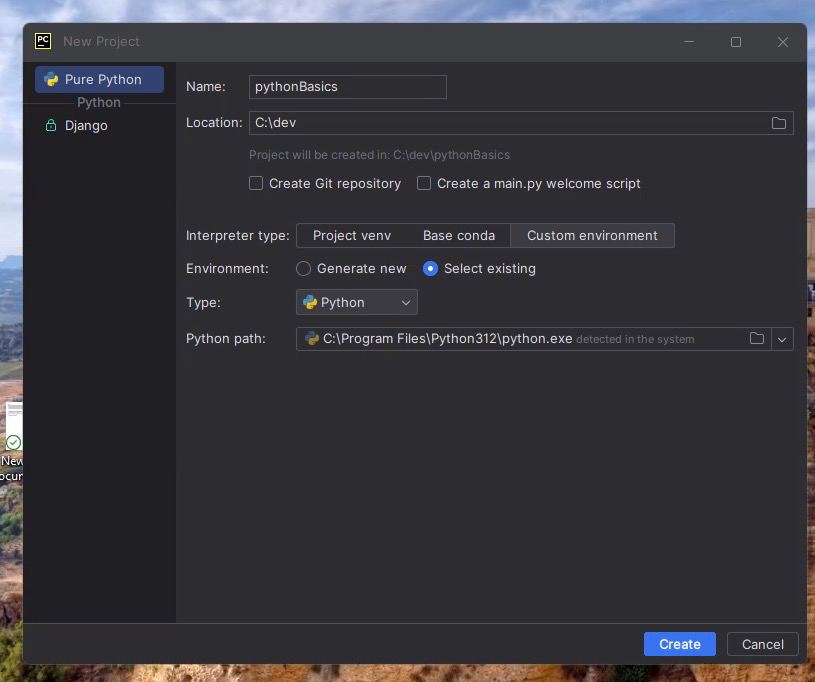 PC New Project
Pure Python
Python
Django
Name: pythonBasics
Location: C:\dev
Project will be created in: C:\dev\pythonBasics
Create Git repository Create a main.py welcome script
Interpreter type: Project venv Base conda Custom environment
Environment: Generate new Select existing
Type: Python
Python path: C:\Program Files\Python312\python.exe detected in the system
New
ocur
Create Cancel